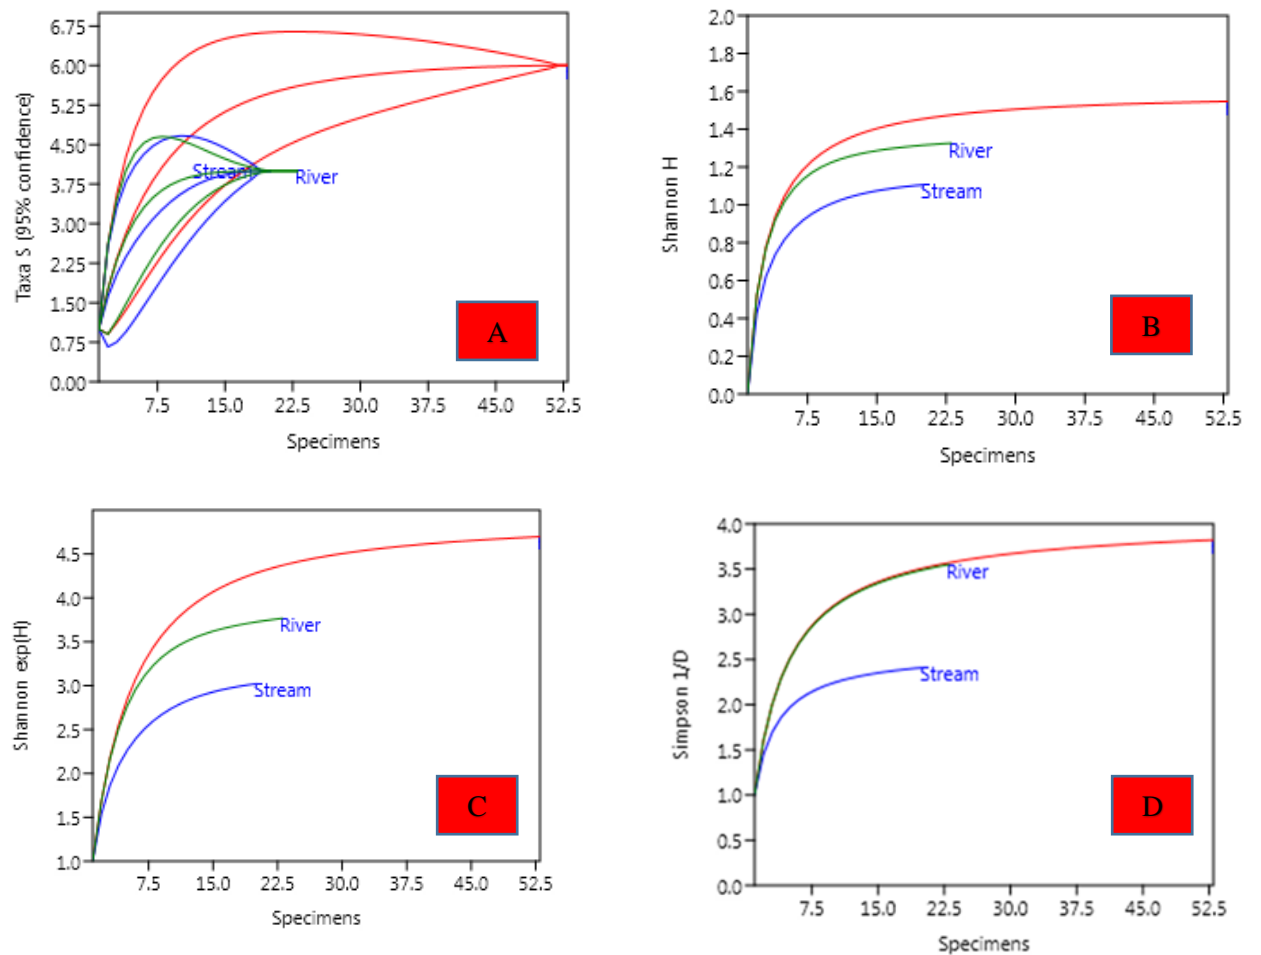 Taxa S (95% confidence)
6.75
6.00
5.25
4.50
3.75
3.00
2.25
1.50
0.75
0.00
Stream
River
A
7.5 15.0 22.5 30.0 37.5 45.0 52.5
Specimens
Shannon H
2.0
1.8
1.6
1.4
1.2
1.0
0.8
0.6
0.4
0.2
0.0
River
Stream
B
7.5 15.0 22.5 30.0 37.5 45.0 52.5
Specimens
Shannon exp(H)
4.5
4.0
3.5
3.0
2.5
2.0
1.5
1.0
River
Stream
C
7.5 15.0 22.5 30.0 37.5 45.0 52.5
Specimens
Simpson 1/D
4.0
3.5
3.0
2.5
2.0
1.5
1.0
0.5
0.0
River
Stream
D
7.5 15.0 22.5 30.0 37.5 45.0 52.5
Specimens